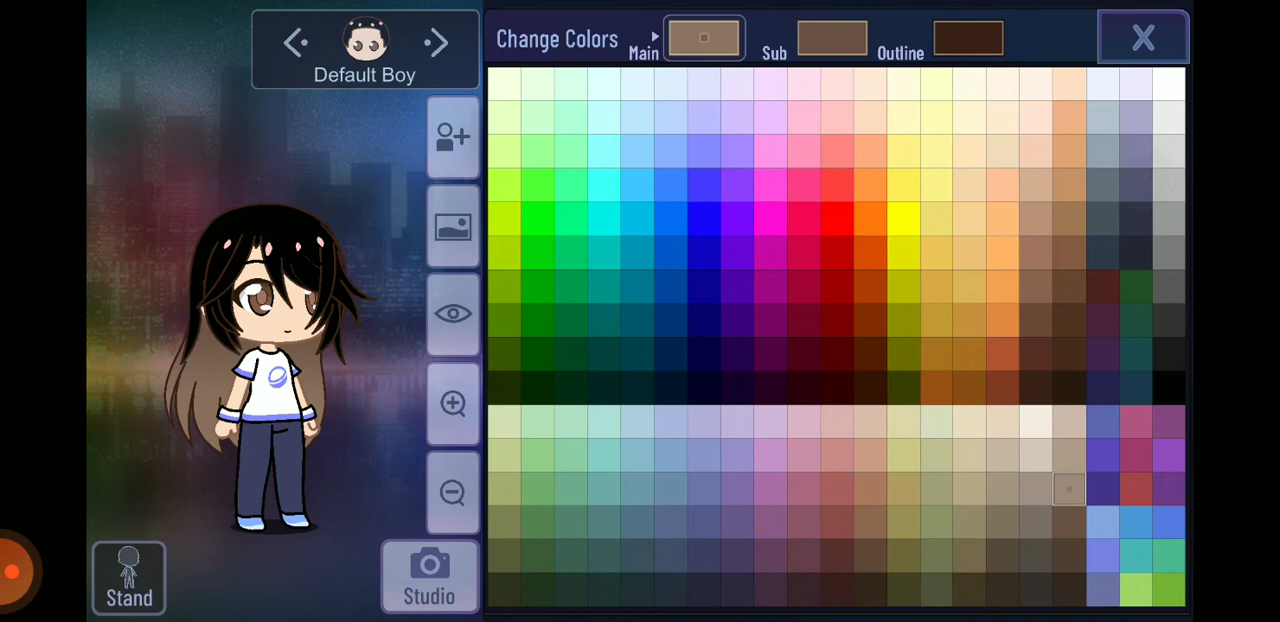 Default Boy
Change Colors
Main
Sub
Outline
X
Stand
Studio